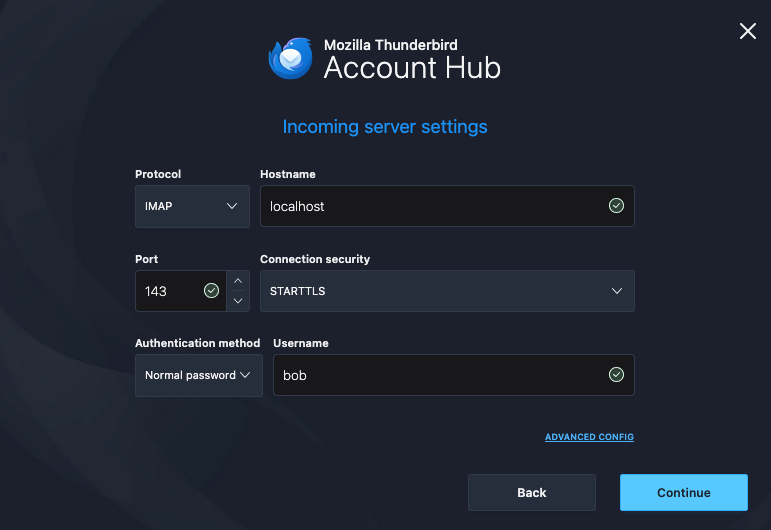 Mozilla Thunderbird
Account Hub
Incoming server settings
Protocol Hostname
IMAP localhost
Port Connection security
143 STARTTLS
Authentication method Username
Normal password bob
ADVANCED CONFIG
Back Continue